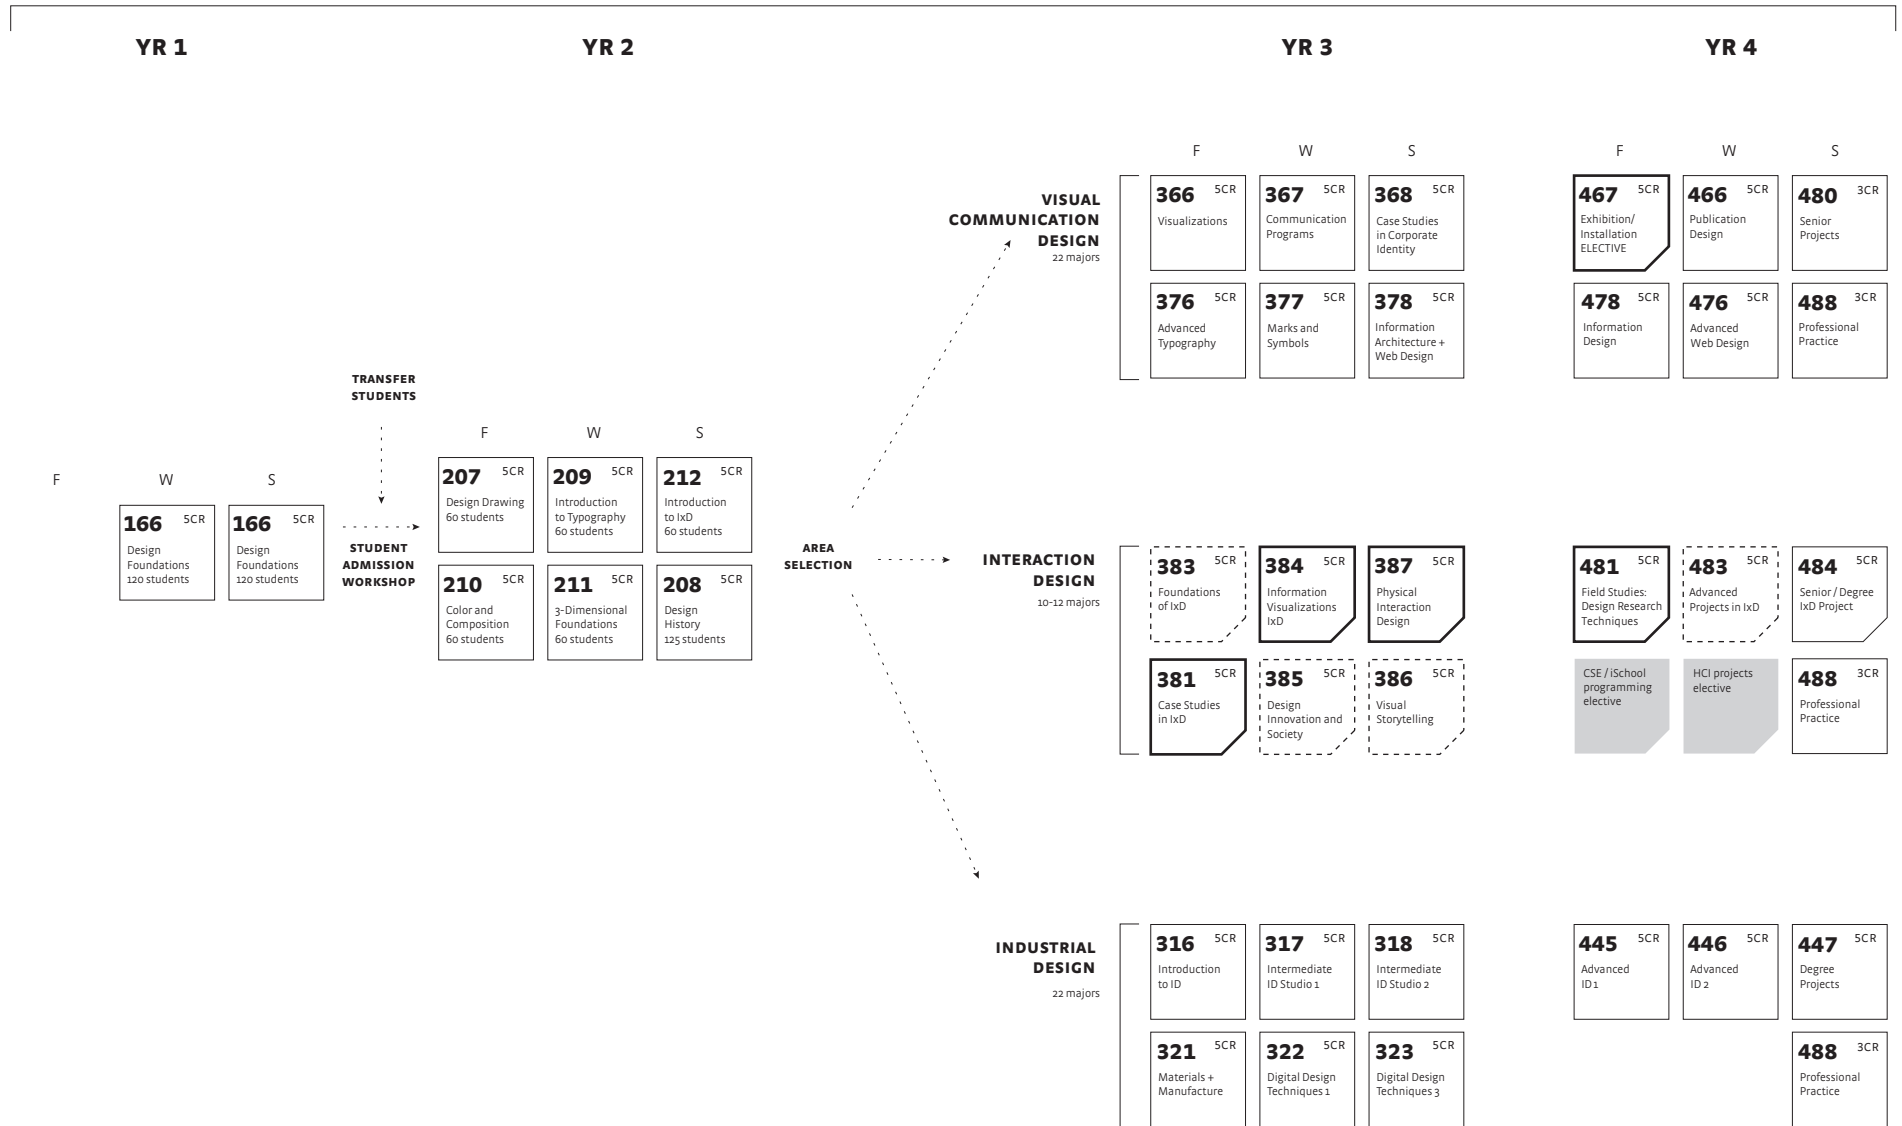 YR 1
YR 2
YR 3
YR 4
F
W
S
166 5CR
Design
Foundations
120 students
166 5CR
Design
Foundations
120 students
TRANSFER
STUDENTS
STUDENT
ADMISSION
WORKSHOP
F
W
S
207 5CR
Design Drawing
60 students
209 5CR
Introduction
to Typography
60 students
212 5CR
Introduction
to IxD
60 students
210 5CR
Color and
Composition
60 students
211 5CR
3-Dimensional
Foundations
60 students
208 5CR
Design
History
125 students
AREA
SELECTION
VISUAL
COMMUNICATION
DESIGN
22 majors
F
W
S
366 5CR
Visualizations
367 5CR
Communication
Programs
368 5CR
Case Studies
in Corporate
Identity
376 5CR
Advanced
Typography
377 5CR
Marks and
Symbols
378 5CR
Information
Architecture +
Web Design
F
W
S
467 5CR
Exhibition/
Installation
ELECTIVE
466 5CR
Publication
Design
480 3CR
Senior
Projects
478 5CR
Information
Design
476 5CR
Advanced
Web Design
488 3CR
Professional
Practice
INTERACTION
DESIGN
10-12 majors
383 5CR
Foundations
of IxD
384 5CR
Information
Visualizations
IxD
387 5CR
Physical
Interaction
Design
381 5CR
Case Studies
in IxD
385 5CR
Design
Innovation and
Society
386 5CR
Visual
Storytelling
481 5CR
Field Studies:
Design Research
Techniques
483 5CR
Advanced
Projects in IxD
484 5CR
Senior / Degree
IxD Project
CSE / iSchool
programming
elective
HCI projects
elective
488 3CR
Professional
Practice
INDUSTRIAL
DESIGN
22 majors
316 5CR
Introduction
to ID
317 5CR
Intermediate
ID Studio 1
318 5CR
Intermediate
ID Studio 2
321 5CR
Materials +
Manufacture
322 5CR
Digital Design
Techniques 1
323 5CR
Digital Design
Techniques 3
445 5CR
Advanced
ID 1
446 5CR
Advanced
ID 2
447 5CR
Degree
Projects
488 3CR
Professional
Practice